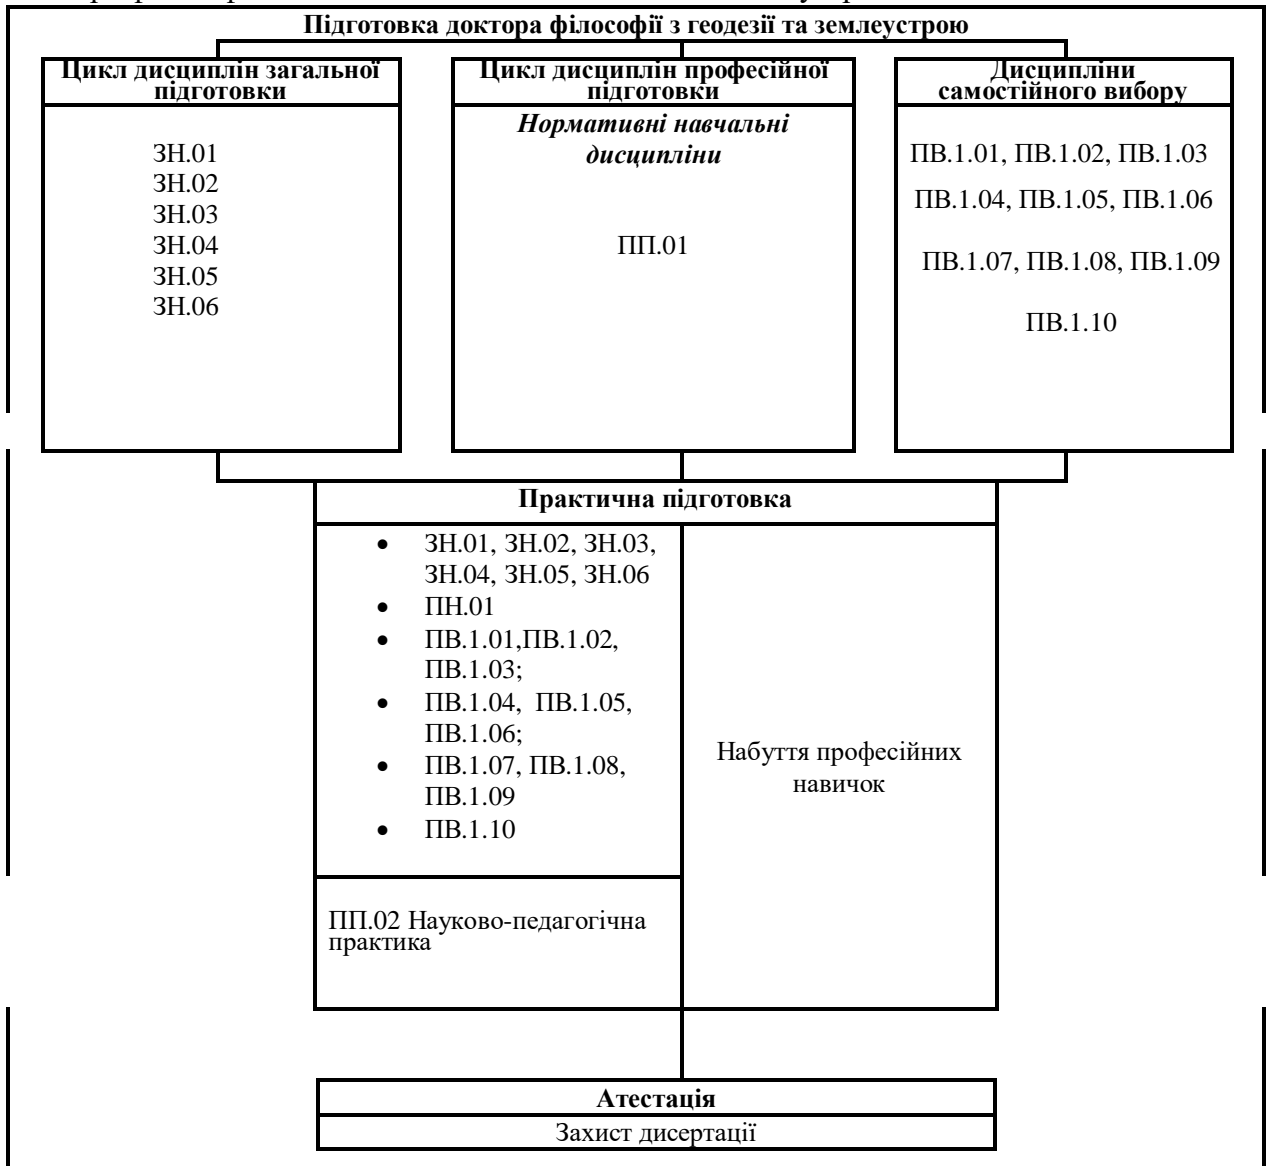 Підготовка доктора філософії з геодезії та землеустрою
Цикл дисциплін загальної
підготовки
ЗН.01
ЗН.02
ЗН.03
ЗН.04
ЗН.05
ЗН.06
Цикл дисциплін професійної
підготовки
Нормативні навчальні
дисципліни
ПП.01
Дисципліни
самостійного вибору
ПВ.1.01, ПВ.1.02, ПВ.1.03
ПВ.1.04, ПВ.1.05, ПВ.1.06
ПВ.1.07, ПВ.1.08, ПВ.1.09
ПВ.1.10
Практична підготовка
• ЗН.01, ЗН.02, ЗН.03,
ЗН.04, ЗН.05, ЗН.06
• ПН.01
• ПВ.1.01,ПВ.1.02,
ПВ.1.03;
• ПВ.1.04, ПВ.1.05,
ПВ.1.06;
• ПВ.1.07, ПВ.1.08,
ПВ.1.09
• ПВ.1.10
ПП.02 Науково-педагогічна
практика
Набуття професійних
навичок
Атестація
Захист дисертації